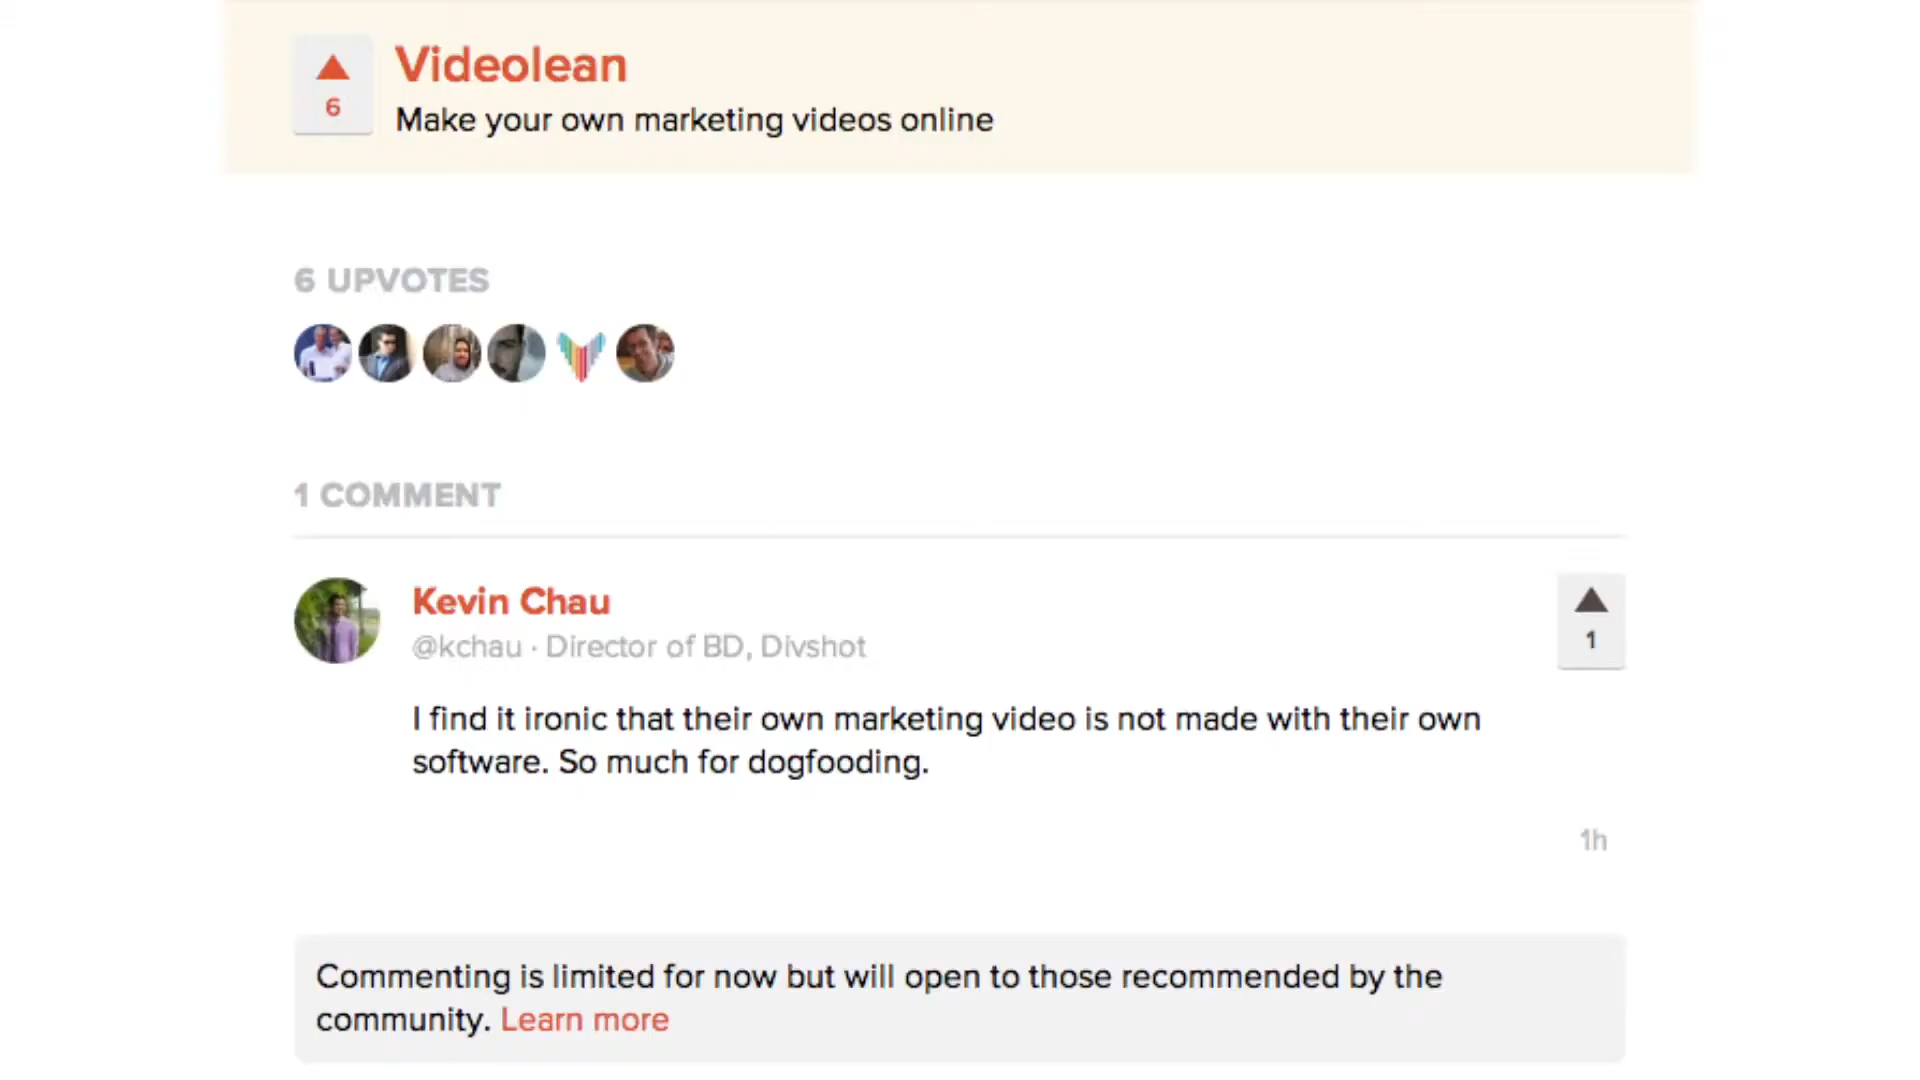 Videolean
6
Make your own marketing videos online
6 UPVOTES
1 COMMENT
Kevin Chau
@kchau · Director of BD, Divshot
1
I find it ironic that their own marketing video is not made with their own
software. So much for dogfooding.
1h
Commenting is limited for now but will open to those recommended by the
community. Learn more